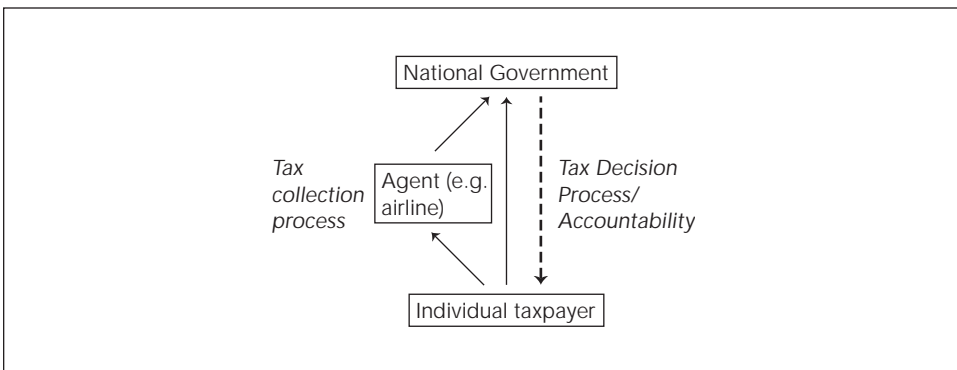 National Government
Tax
collection
process
Agent (e.g.
airline)
Tax Decision
Process/
Accountability
Individual taxpayer